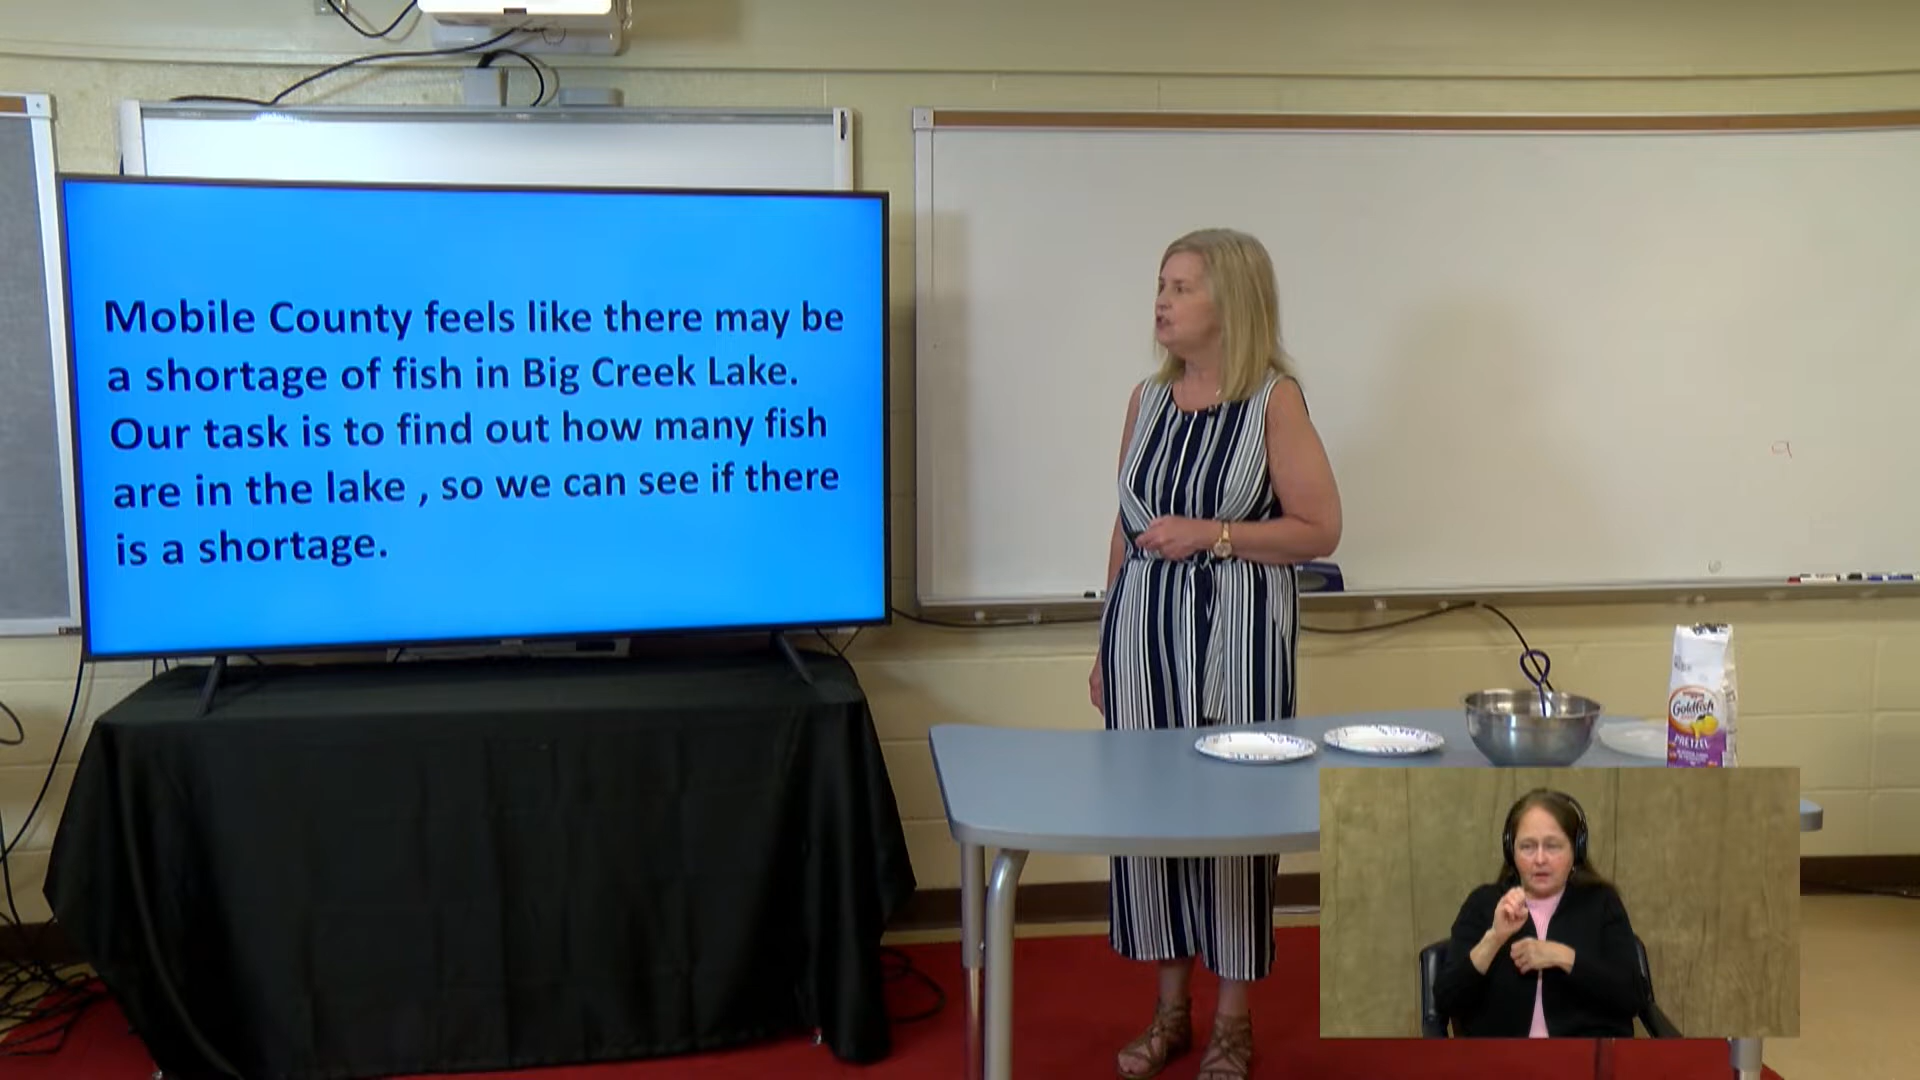 Mobile County feels like there may be
a shortage of fish in Big Creek Lake.
Our task is to find out how many fish
are in the lake , so we can see if there
is a shortage.
Goldfish
PRETZEL